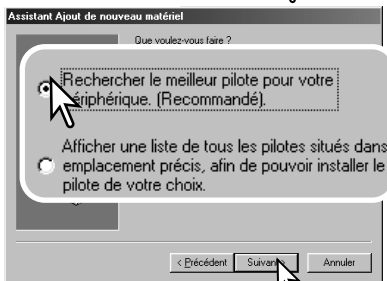 Assistant Ajout de nouveau matériel
Que voulez-vous faire ?
Rechercher le meilleur pilote pour votre
périphérique. (Recommandé).
Afficher une liste de tous les pilotes situés dans
emplacement précis, afin de pouvoir installer le
pilote de votre choix.
< Précédent Suivant Annuler